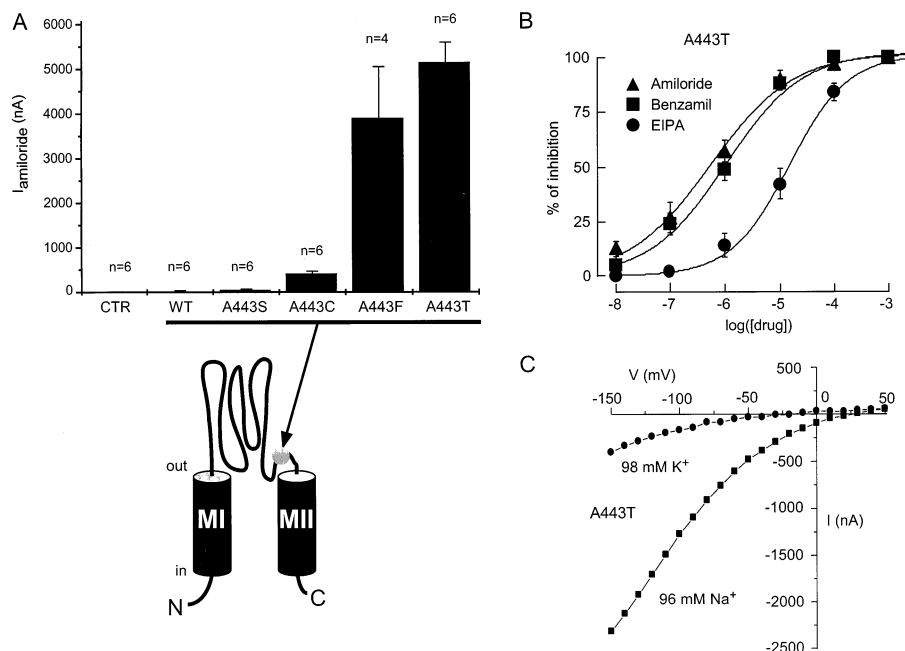 A
I amiloride (nA)
6000
5000
4000
3000
2000
1000
0
n=6
n=6
n=6
n=6
n=4
n=6
CTR
WT
A443S
A443C
A443F
A443T
out
in
MI
MII
N
C
B
A443T
% of inhibition
100
75
50
25
0
Amiloride
Benzamil
EIPA
-8
-7
-6
-5
-4
-3
log([drug])
C
V (mV)
-150
-100
-50
0
50
500
0
-500
-1000
-1500
-2000
-2500
98 mM K+
A443T
I (nA)
96 mM Na+